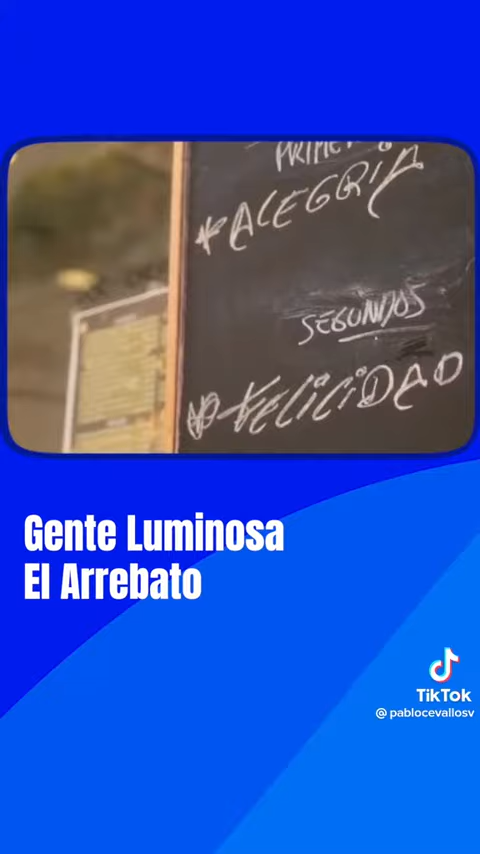 * ALEGRIA
SEGUNDOS
FELICIDAD
Gente Luminosa
El Arrebato
TikTok
@ pablocevallosv